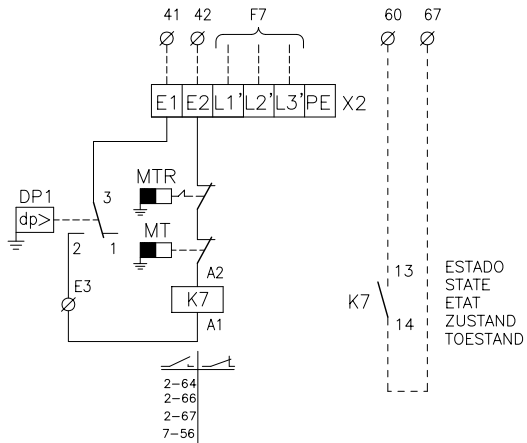 41 42 F7 60 67
E1 E2 L1' L2' L3' PE X2
MTR
3
DP1
dp>
MT
2 1
E3
A2
K7
A1
13
K7
14
ESTADO
STATE
ETAT
ZUSTAND
TOESTAND
2-64
2-66
2-67
7-56